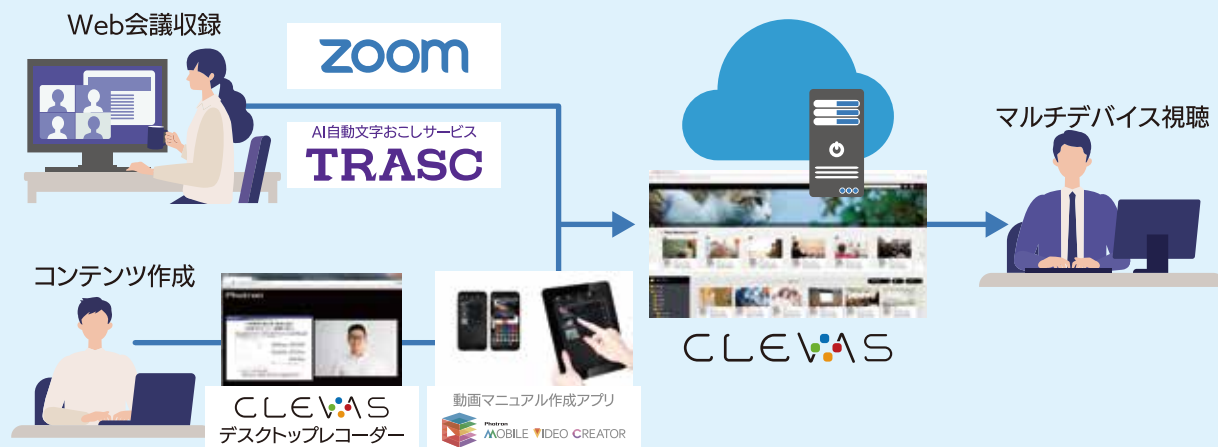 Web会議収録
zoom
AI自動文字おこしサービス
TRASC
マルチデバイス視聴
コンテンツ作成
Photron
CLEVAS
デスクトップレコーダー
動画マニュアル作成アプリ
Photron
MOBILE VIDEO CREATOR
CLEVAS